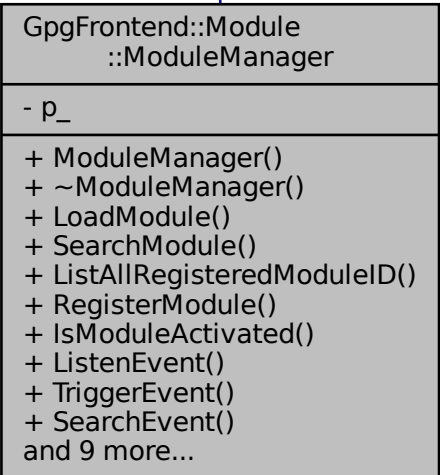 GpgFrontend::Module
::ModuleManager
- p_
+ ModuleManager()
+ ~ModuleManager()
+ LoadModule()
+ SearchModule()
+ ListAllRegisteredModuleID()
+ RegisterModule()
+ IsModuleActivated()
+ ListenEvent()
+ TriggerEvent()
+ SearchEvent()
and 9 more...